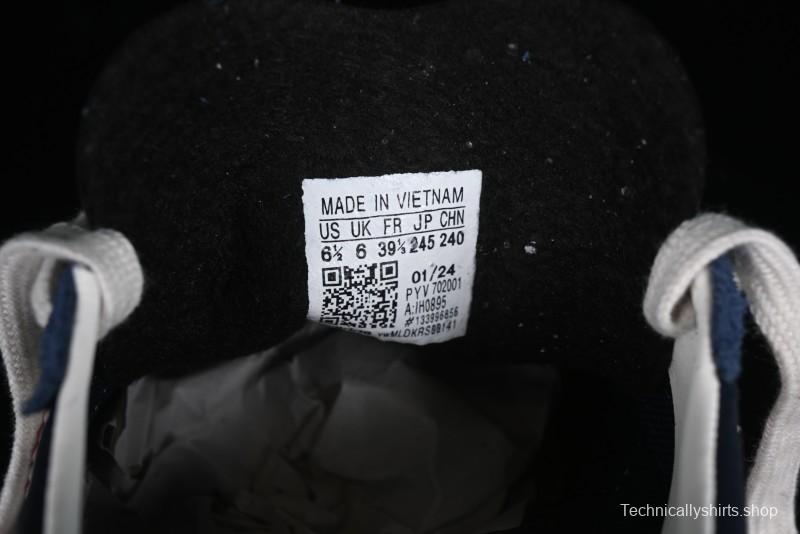 MADE IN VIETNAM
US UK FR JP CHN
6½ 6 39⅓ 245 240
01/24
PYV 702001
A:IH0895
#133996856
Technicallyshirts.shop